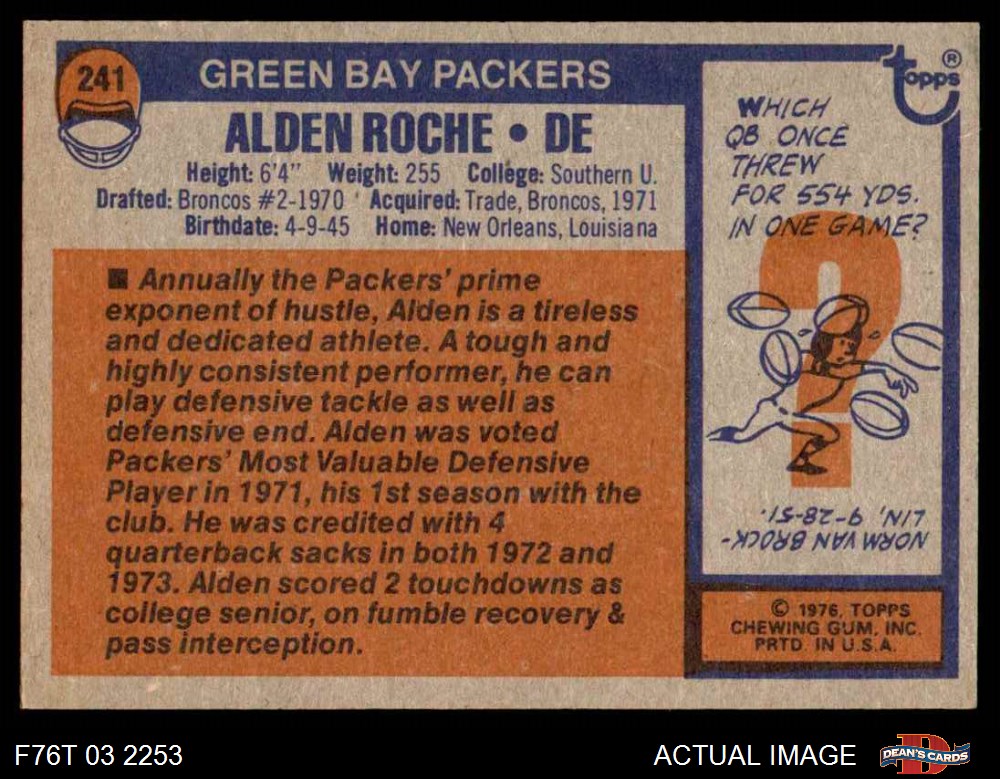 241
GREEN BAY PACKERS
ALDEN ROCHE • DE
Height: 6'4" Weight: 255 College: Southern U.
Drafted: Broncos #2-1970 Acquired: Trade, Broncos, 1971
Birthdate: 4-9-45 Home: New Orleans, Louisiana
■ Annually the Packers' prime
exponent of hustle, Alden is a tireless
and dedicated athlete. A tough and
highly consistent performer, he can
play defensive tackle as well as
defensive end. Alden was voted
Packers' Most Valuable Defensive
Player in 1971, his 1st season with the
club. He was credited with 4
quarterback sacks in both 1972 and
1973. Alden scored 2 touchdowns as
college senior, on fumble recovery &
pass interception.
topps ®
WHICH
QB ONCE
THREW
FOR 554 YDS.
IN ONE GAME?
?
NORM VAN BROCK-
LIN, 9-28-51.
© 1976, TOPPS
CHEWING GUM, INC.
PRTD. IN U.S.A.
F76T 03 2253
ACTUAL IMAGE
DEAN'S CARDS